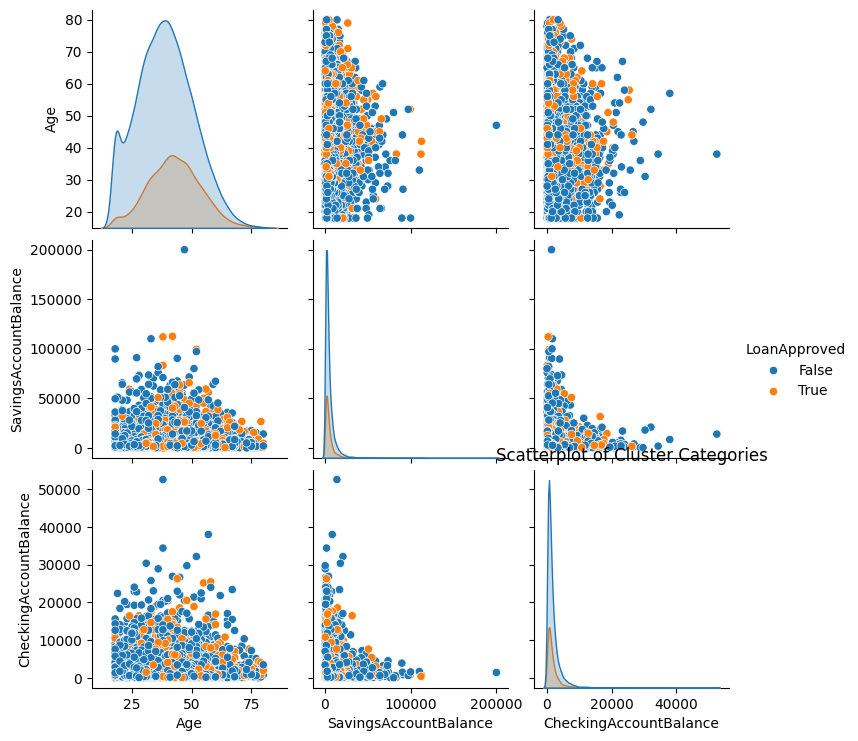 80
70
60
50
40
30
20
Age
200000
150000
100000
50000
0
SavingsAccountBalance
LoanApproved
False
True
Scatterplot of Cluster Categories
50000
40000
30000
20000
10000
0
CheckingAccountBalance
25 50 75
Age
0 100000 200000
SavingsAccountBalance
0 20000 40000
CheckingAccountBalance